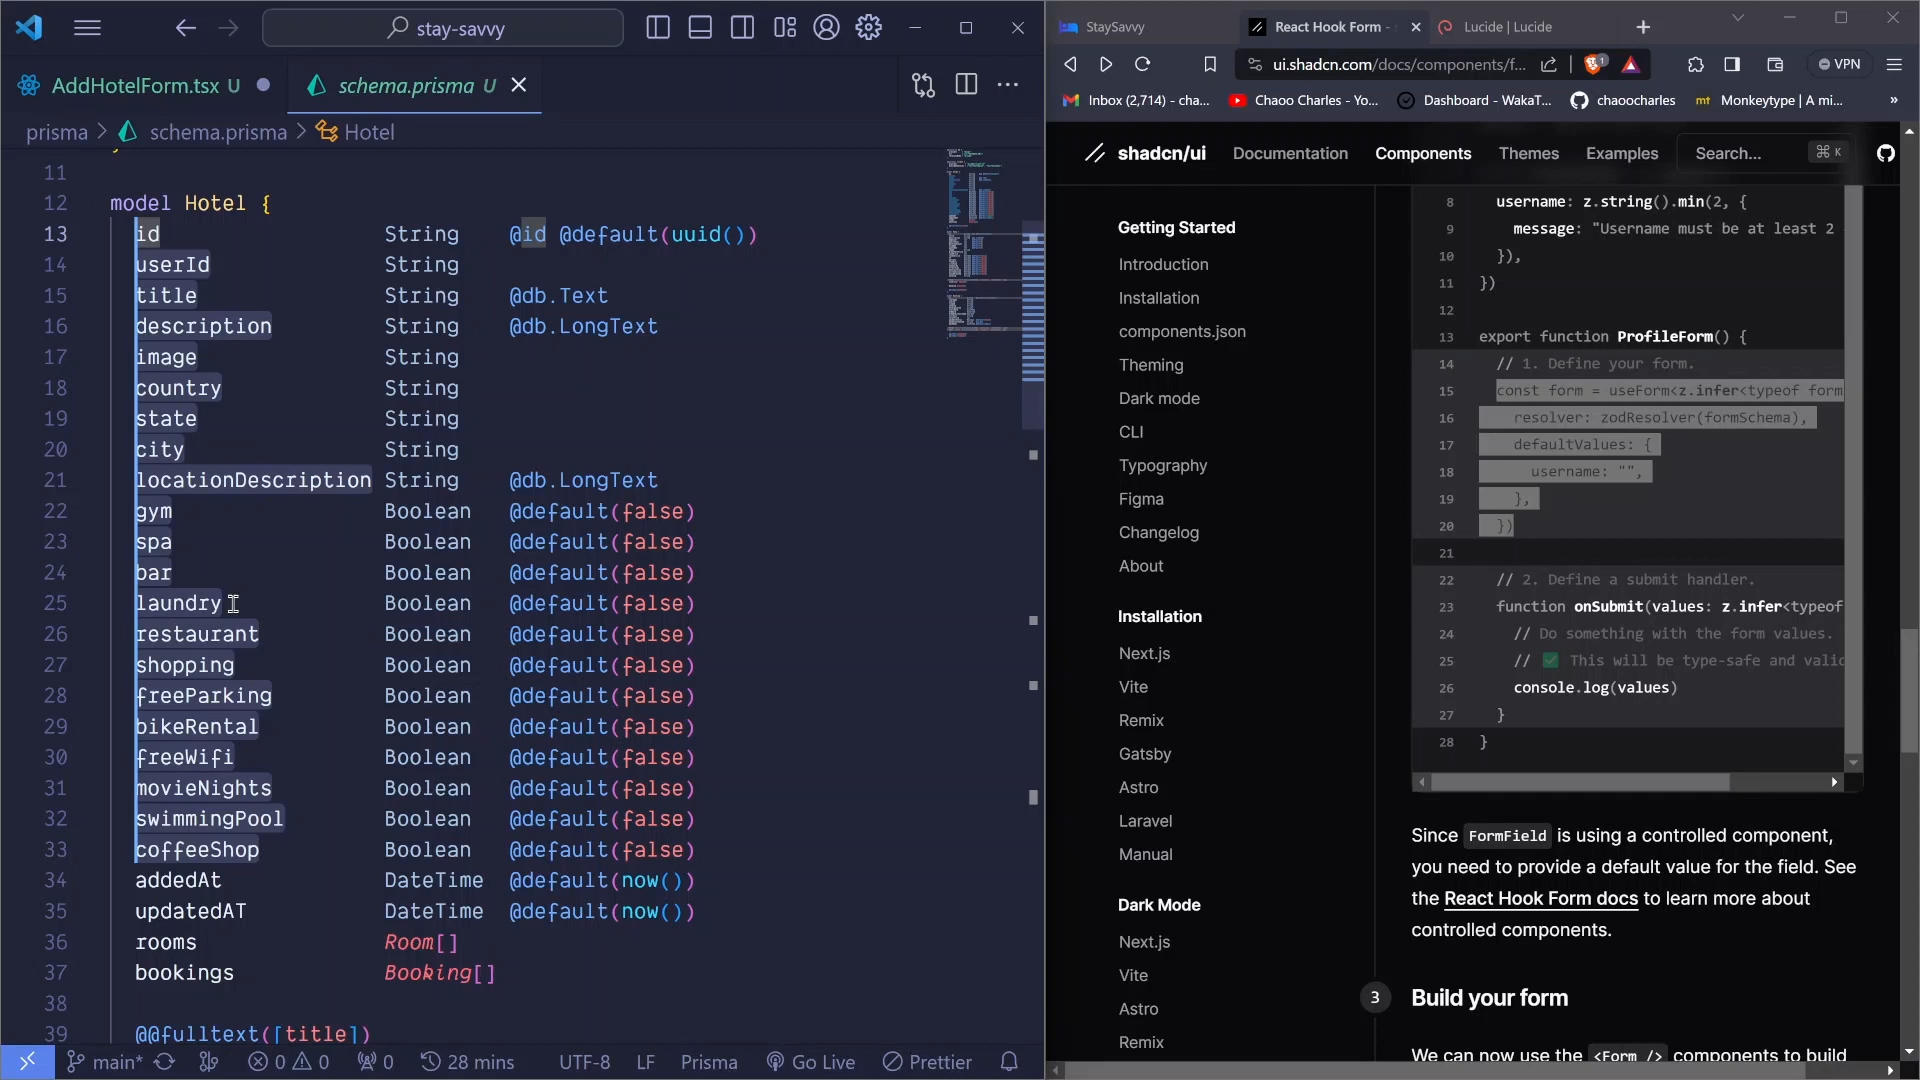 stay-savvy
AddHotelForm.tsx U
schema.prisma U
prisma > schema.prisma > Hotel
11
12 model Hotel {
13 id String @id @default(uuid())
14 userId String
15 title String @db.Text
16 description String @db.LongText
17 image String
18 country String
19 state String
20 city String
21 locationDescription String @db.LongText
22 gym Boolean @default(false)
23 spa Boolean @default(false)
24 bar Boolean @default(false)
25 laundry Boolean @default(false)
26 restaurant Boolean @default(false)
27 shopping Boolean @default(false)
28 freeParking Boolean @default(false)
29 bikeRental Boolean @default(false)
30 freeWifi Boolean @default(false)
31 movieNights Boolean @default(false)
32 swimmingPool Boolean @default(false)
33 coffeeShop Boolean @default(false)
34 addedAt DateTime @default(now())
35 updatedAT DateTime @default(now())
36 rooms Room[]
37 bookings Booking[]
38
39 @@fulltext([title])
main* 0 0 0 28 mins UTF-8 LF Prisma Go Live Prettier
StaySavvy
React Hook Form -
Lucide | Lucide
ui.shadcn.com/docs/components/f...
1
VPN
Inbox (2,714) - cha...
Chaoo Charles - Yo...
Dashboard - WakaT...
chaoocharles
mt Monkeytype | A mi...
»
shadcn/ui Documentation Components Themes Examples Search... ⌘ K
Getting Started
Introduction
Installation
components.json
Theming
Dark mode
CLI
Typography
Figma
Changelog
About
Installation
Next.js
Vite
Remix
Gatsby
Astro
Laravel
Manual
Dark Mode
Next.js
Vite
Astro
Remix
8 username: z.string().min(2, {
9 message: "Username must be at least 2
10 }),
11 })
12
13 export function ProfileForm() {
14 // 1. Define your form.
15 const form = useForm<z.infer<typeof form
16 resolver: zodResolver(formSchema),
17 defaultValues: {
18 username: "",
19 },
20 })
21
22 // 2. Define a submit handler.
23 function onSubmit(values: z.infer<typeof
24 // Do something with the form values.
25 // ✅ This will be type-safe and valid
26 console.log(values)
27 }
28 }
Since FormField is using a controlled component,
you need to provide a default value for the field. See
the React Hook Form docs to learn more about
controlled components.
3 Build your form
We can now use the <Form /> components to build